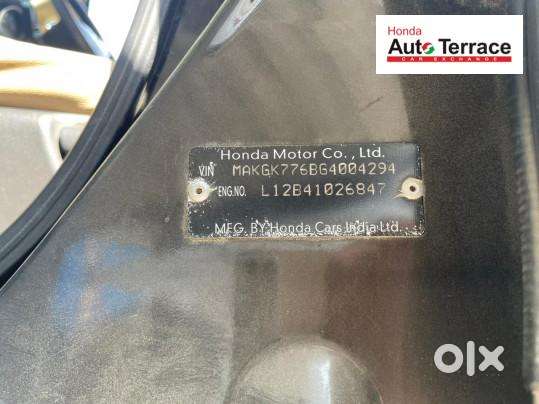 Honda
Auto Terrace
CAR EXCHANGE
Honda Motor Co., Ltd.
VIN MAKGK776BG4004294
ENG.NO. L12B41026847
MFG. BY Honda Cars India Ltd.
olx